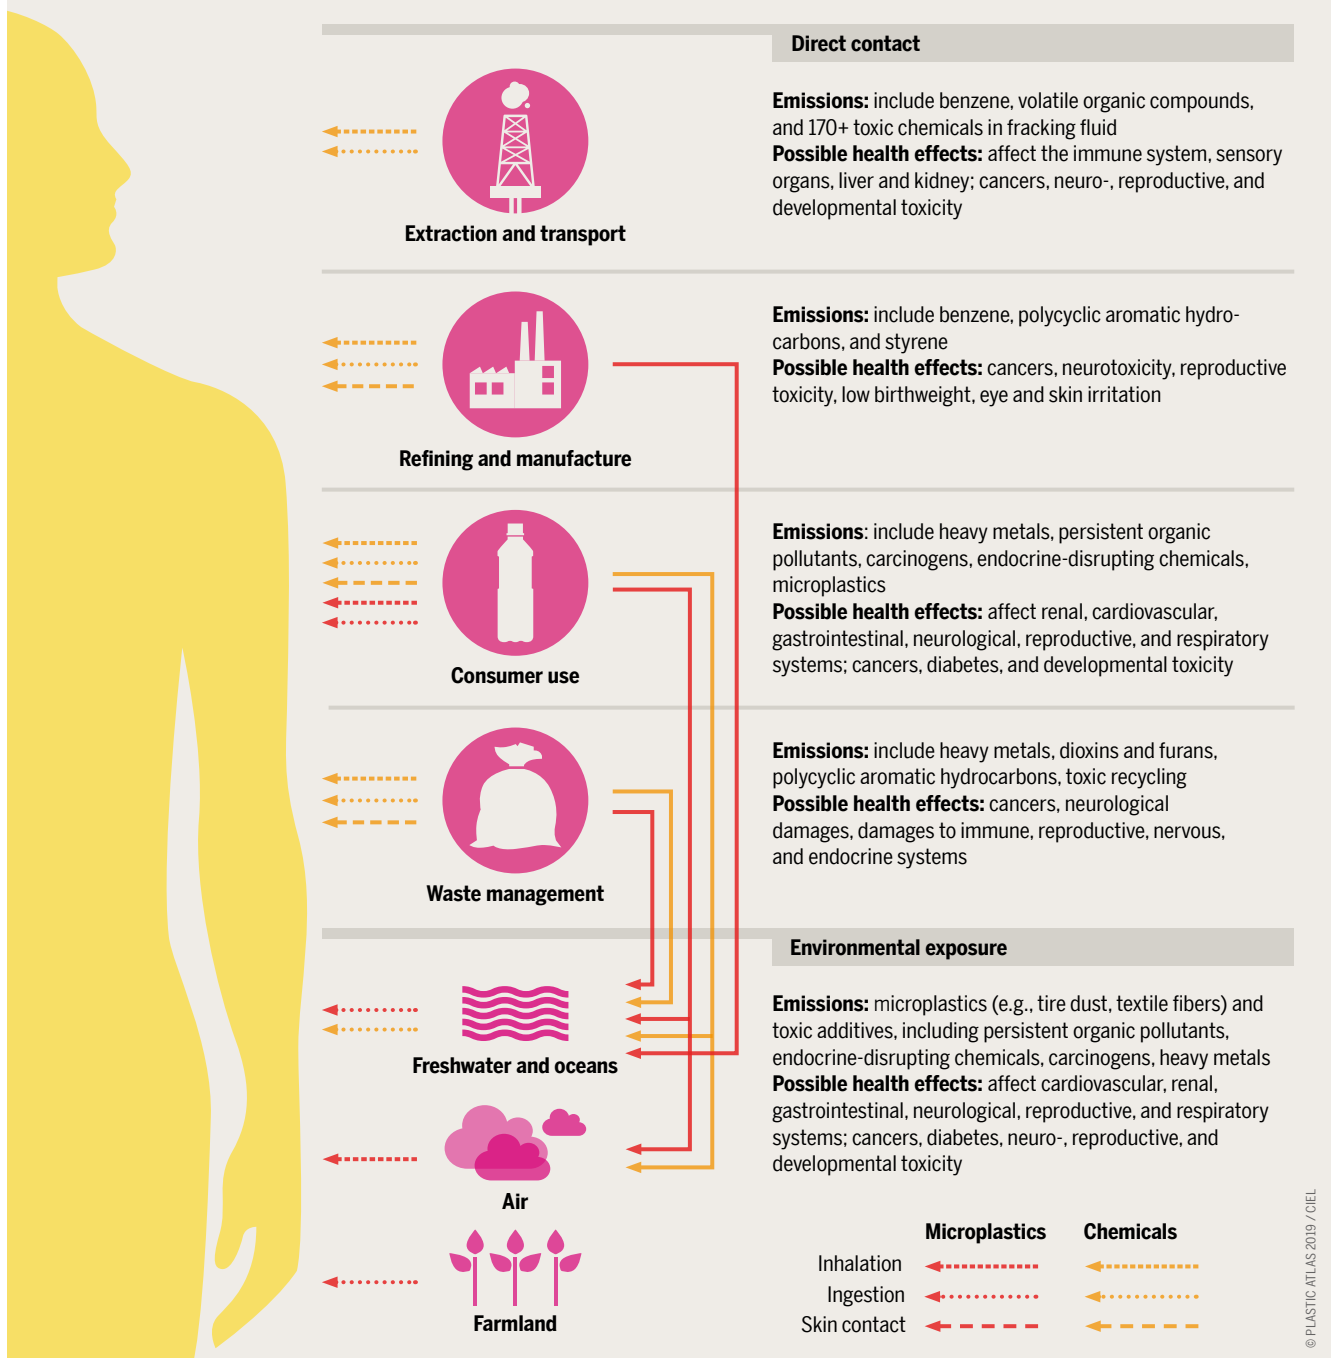 Direct contact
Emissions: include benzene, volatile organic compounds,
and 170+ toxic chemicals in fracking fluid
Possible health effects: affect the immune system, sensory
organs, liver and kidney; cancers, neuro-, reproductive, and
developmental toxicity
Extraction and transport
Emissions: include benzene, polycyclic aromatic hydro-
carbons, and styrene
Possible health effects: cancers, neurotoxicity, reproductive
toxicity, low birthweight, eye and skin irritation
Refining and manufacture
Emissions: include heavy metals, persistent organic
pollutants, carcinogens, endocrine-disrupting chemicals,
microplastics
Possible health effects: affect renal, cardiovascular,
gastrointestinal, neurological, reproductive, and respiratory
systems; cancers, diabetes, and developmental toxicity
Consumer use
Emissions: include heavy metals, dioxins and furans,
polycyclic aromatic hydrocarbons, toxic recycling
Possible health effects: cancers, neurological
damages, damages to immune, reproductive, nervous,
and endocrine systems
Waste management
Environmental exposure
Emissions: microplastics (e.g., tire dust, textile fibers) and
toxic additives, including persistent organic pollutants,
endocrine-disrupting chemicals, carcinogens, heavy metals
Possible health effects: affect cardiovascular, renal,
gastrointestinal, neurological, reproductive, and respiratory
systems; cancers, diabetes, neuro-, reproductive, and
developmental toxicity
Freshwater and oceans
Air
Farmland
Microplastics Chemicals
Inhalation
Ingestion
Skin contact
© PLASTIC ATLAS 2019 / CIEL